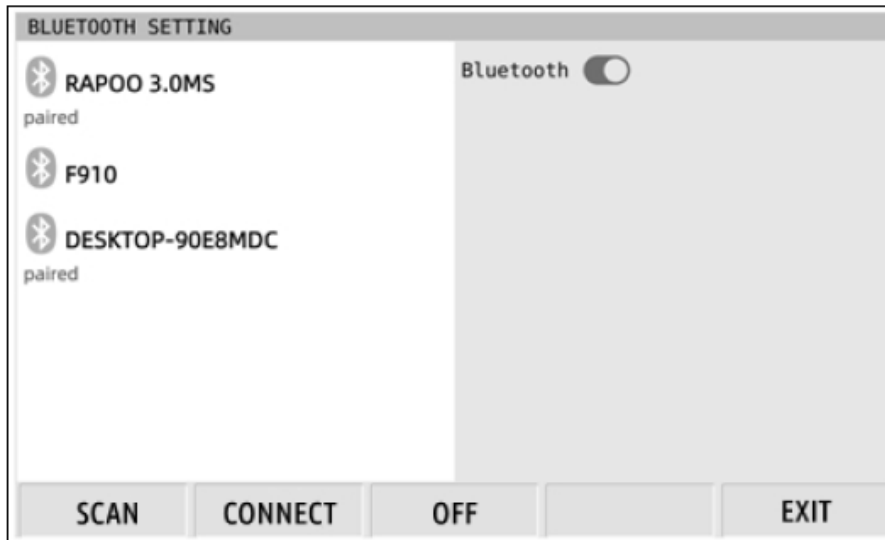 BLUETOOTH SETTING
RAPOO 3.0MS
paired
F910
DESKTOP-90E8MDC
paired
Bluetooth
SCAN CONNECT OFF EXIT